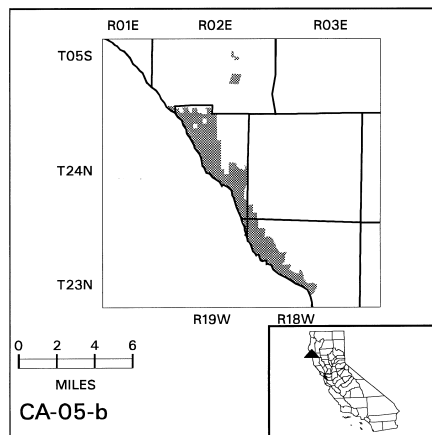 R01E R02E R03E
T05S
T24N
T23N
R19W R18W
0 2 4 6
MILES
CA-05-b